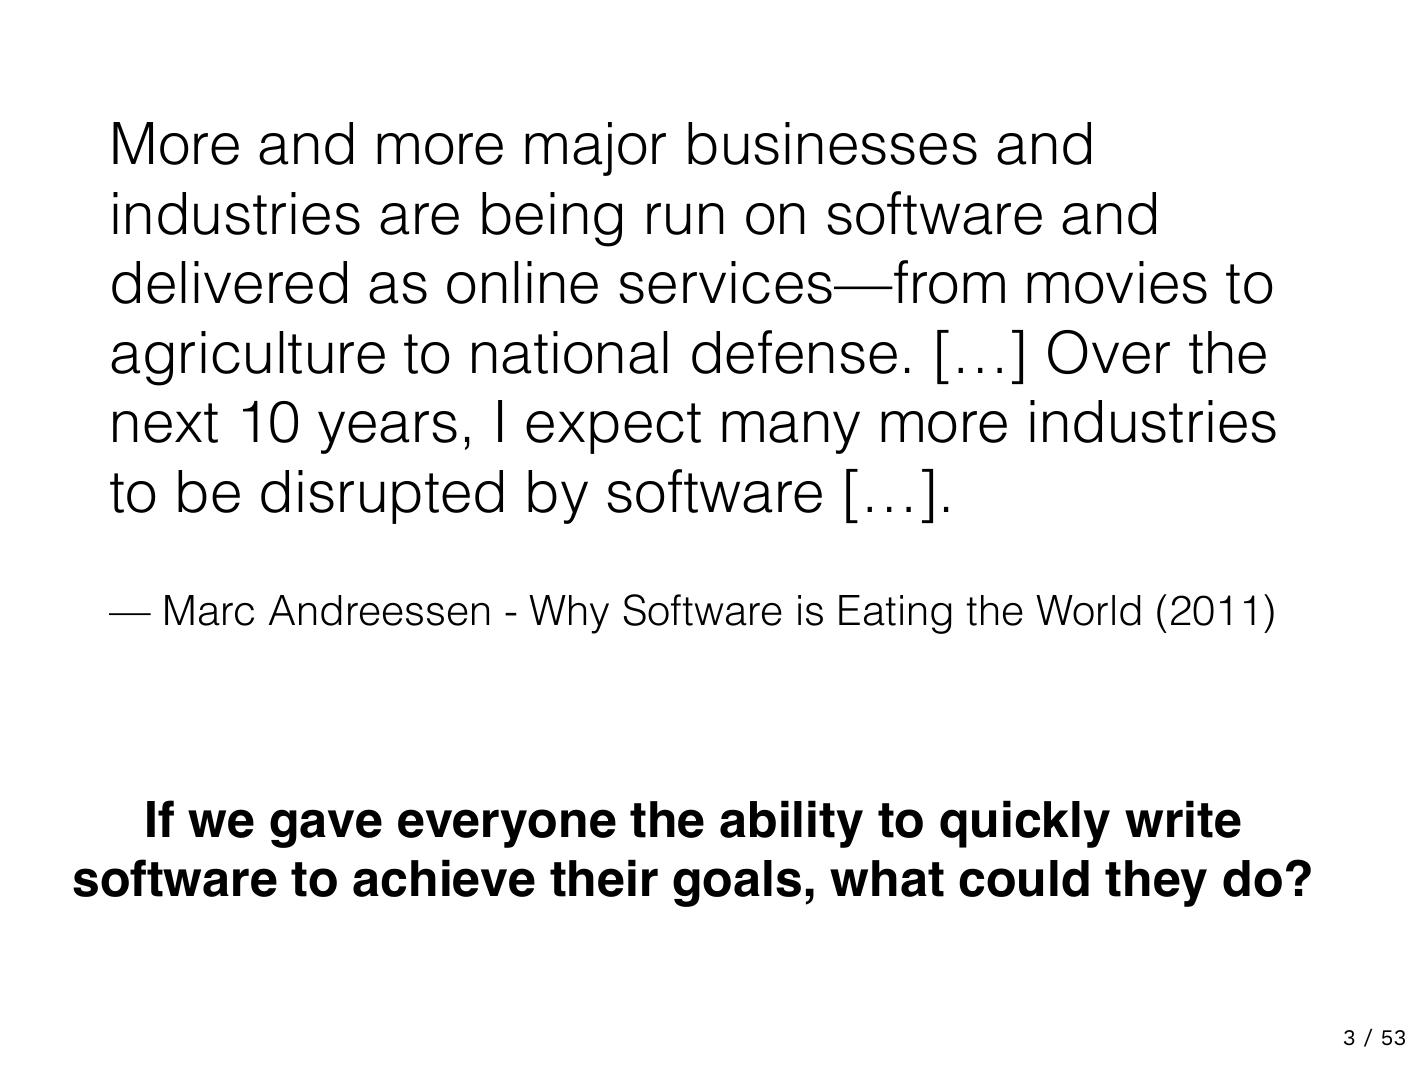 More and more major businesses and
industries are being run on software and
delivered as online services—from movies to
agriculture to national defense. […] Over the
next 10 years, I expect many more industries
to be disrupted by software […].
— Marc Andreessen - Why Software is Eating the World (2011)
If we gave everyone the ability to quickly write
software to achieve their goals, what could they do?
3 / 53